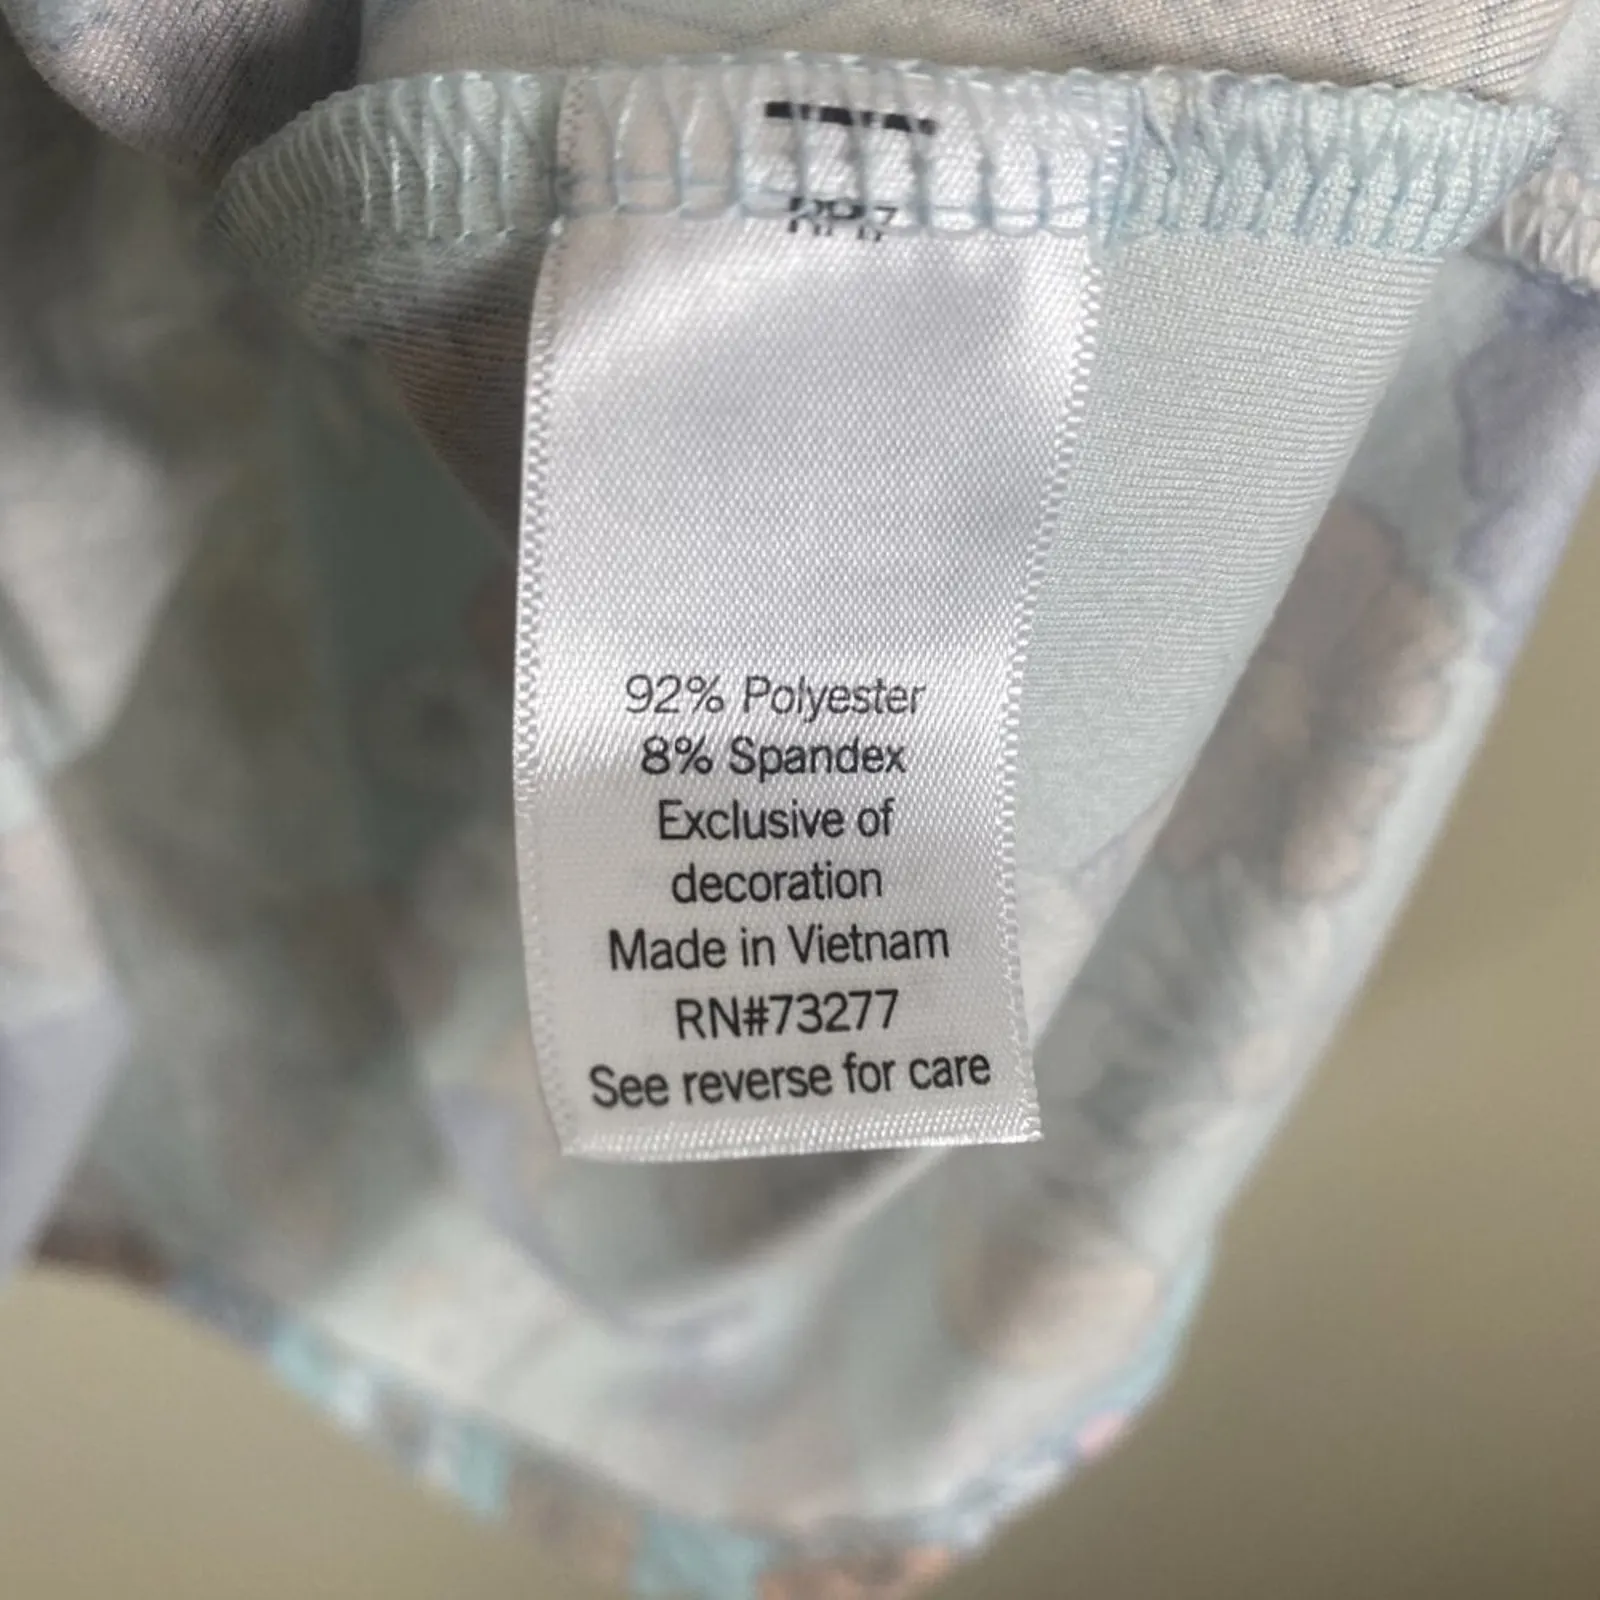 92% Polyester
8% Spandex
Exclusive of
decoration
Made in Vietnam
RN#73277
See reverse for care